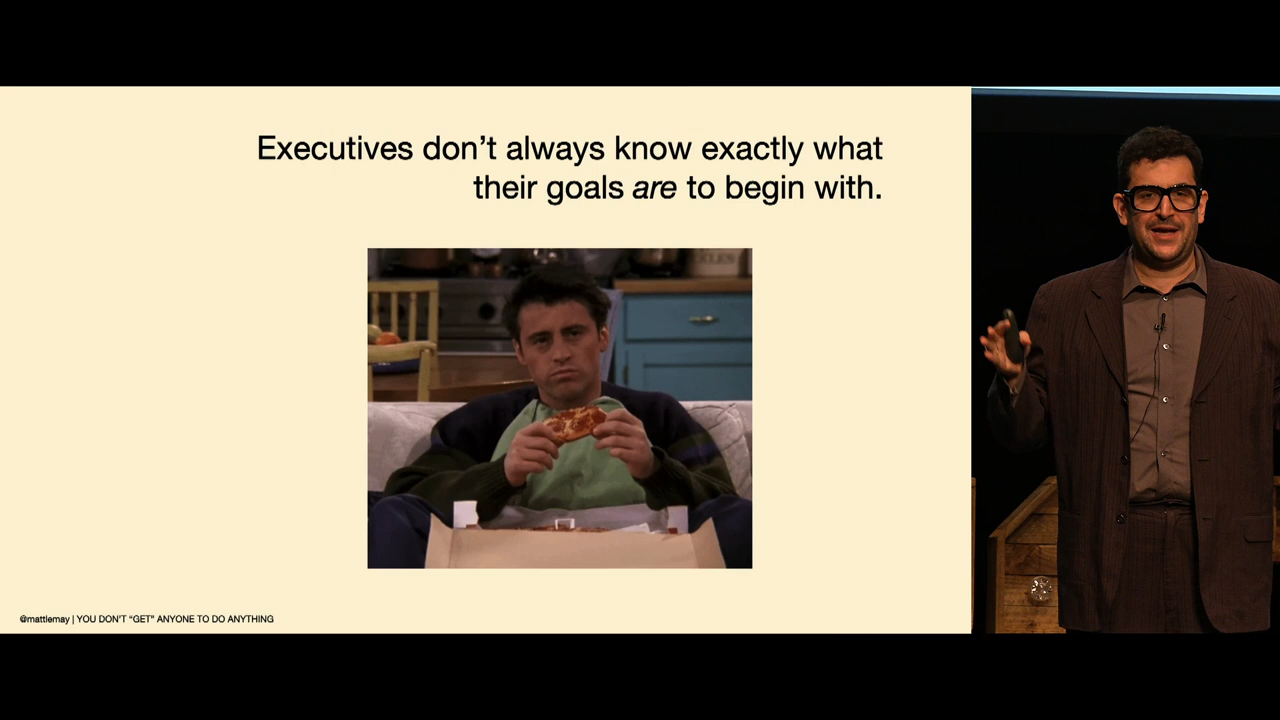 Executives don’t always know exactly what
their goals are to begin with.
@mattlemay | YOU DON’T “GET” ANYONE TO DO ANYTHING